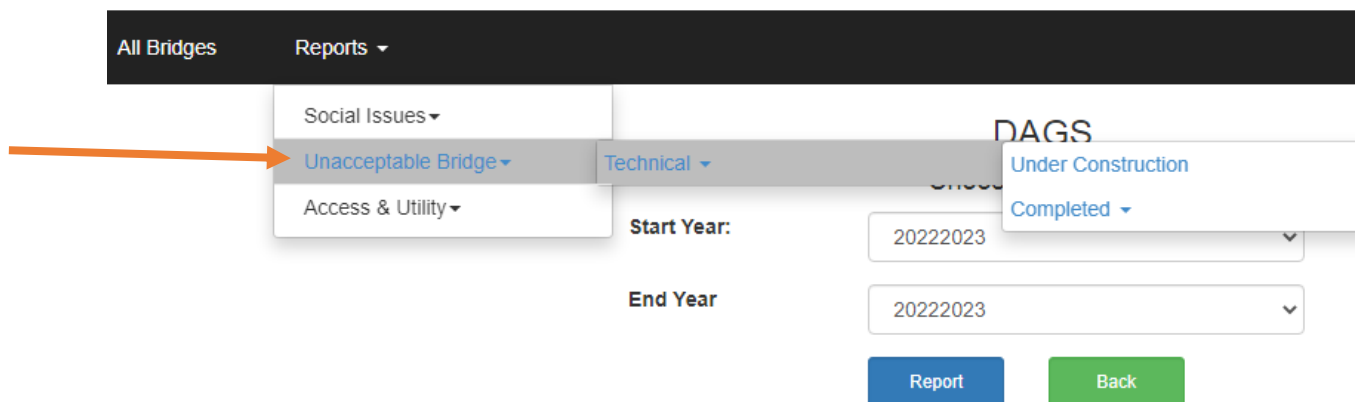 All Bridges Reports
Social Issues
DAGS
Unacceptable Bridge Technical Under Construction
Access & Utility Completed
Start Year: 20222023
End Year 20222023
Report Back